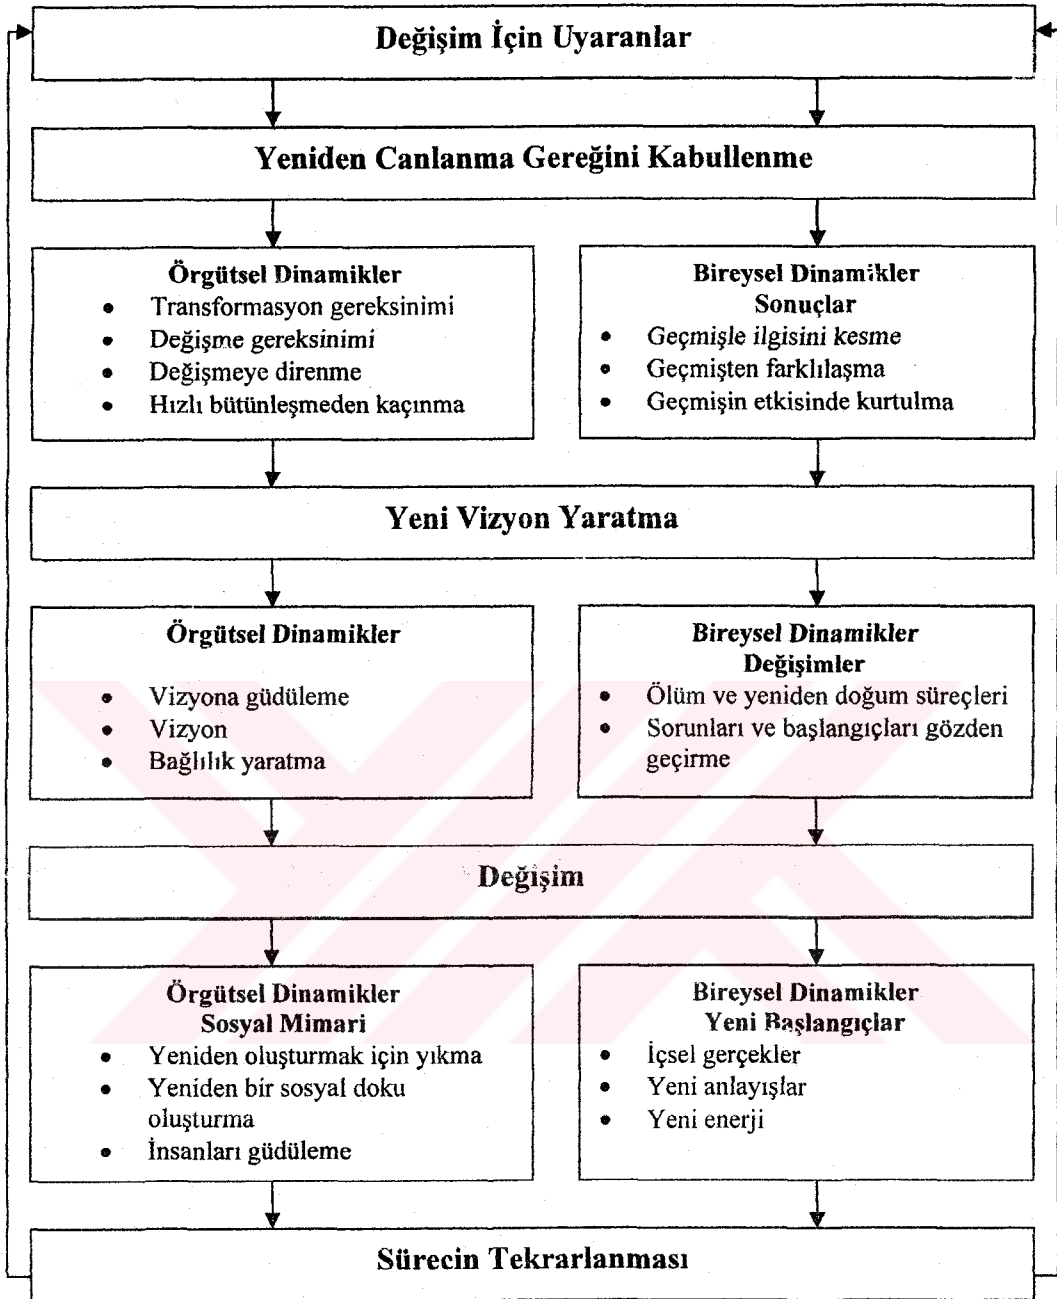 Değişim İçin Uyaranlar
Yeniden Canlanma Gereğini Kabullenme
Örgütsel Dinamikler
• Transformasyon gereksinimi
• Değişme gereksinimi
• Değişmeye direnme
• Hızlı bütünleşmeden kaçınma
Bireysel Dinamikler
Sonuçlar
• Geçmişle ilgisini kesme
• Geçmişten farklılaşma
• Geçmişin etkisinde kurtulma
Yeni Vizyon Yaratma
Örgütsel Dinamikler
• Vizyona güdüleme
• Vizyon
• Bağlılık yaratma
Bireysel Dinamikler
Değişimler
• Ölüm ve yeniden doğum süreçleri
• Sorunları ve başlangıçları gözden
geçirme
Değişim
Örgütsel Dinamikler
Sosyal Mimari
• Yeniden oluşturmak için yıkma
• Yeniden bir sosyal doku
oluşturma
• İnsanları güdüleme
Bireysel Dinamikler
Yeni Başlangıçlar
• İçsel gerçekler
• Yeni anlayışlar
• Yeni enerji
Sürecin Tekrarlanması